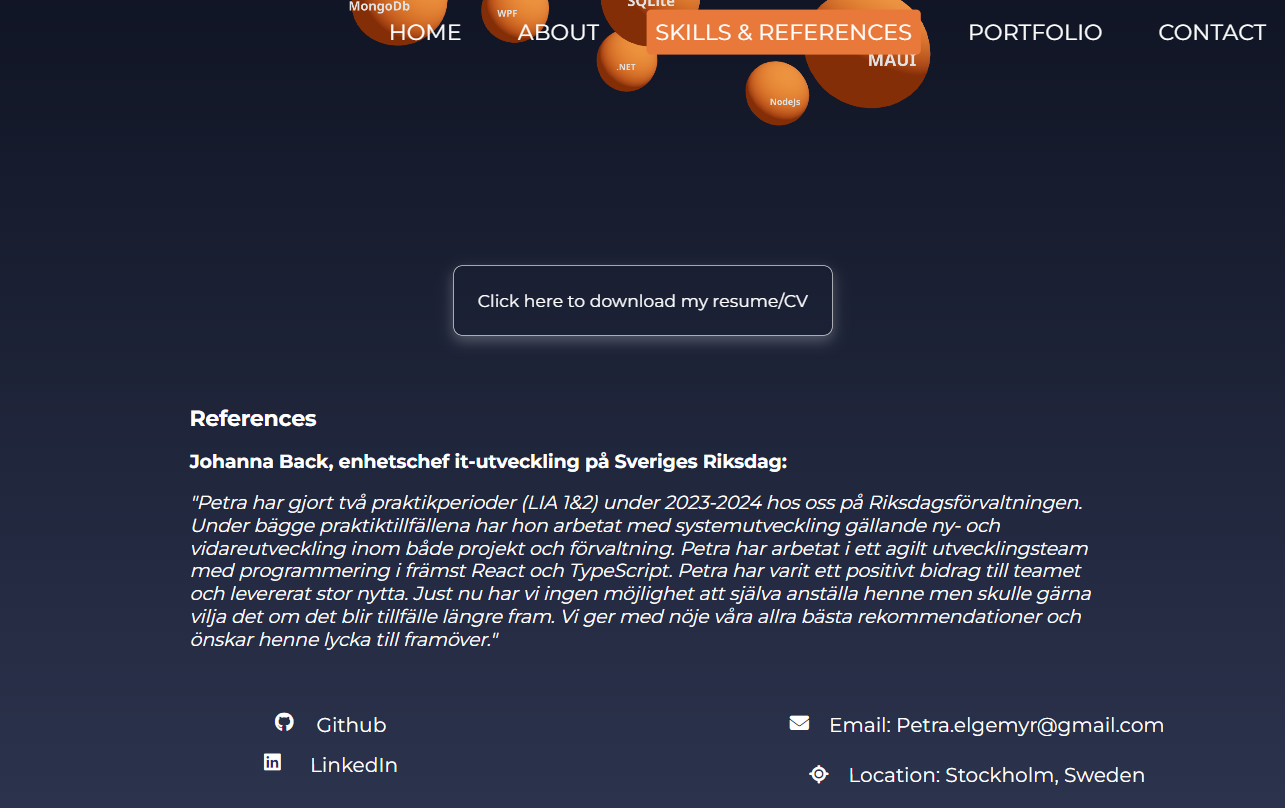 MongoDb
WPF
SQLite
HOME ABOUT SKILLS & REFERENCES PORTFOLIO CONTACT
MAUI
.NET
Nodejs
Click here to download my resume/CV
References
Johanna Back, enhetschef it-utveckling på Sveriges Riksdag:
"Petra har gjort två praktikperioder (LIA 1&2) under 2023-2024 hos oss på Riksdagsförvaltningen.
Under bägge praktiktillfällena har hon arbetat med systemutveckling gällande ny- och
vidareutveckling inom både projekt och förvaltning. Petra har arbetat i ett agilt utvecklingsteam
med programmering i främst React och TypeScript. Petra har varit ett positivt bidrag till teamet
och levererat stor nytta. Just nu har vi ingen möjlighet att själva anställa henne men skulle gärna
vilja det om det blir tillfälle längre fram. Vi ger med nöje våra allra bästa rekommendationer och
önskar henne lycka till framöver."
Github
LinkedIn
Email: Petra.elgemyr@gmail.com
Location: Stockholm, Sweden